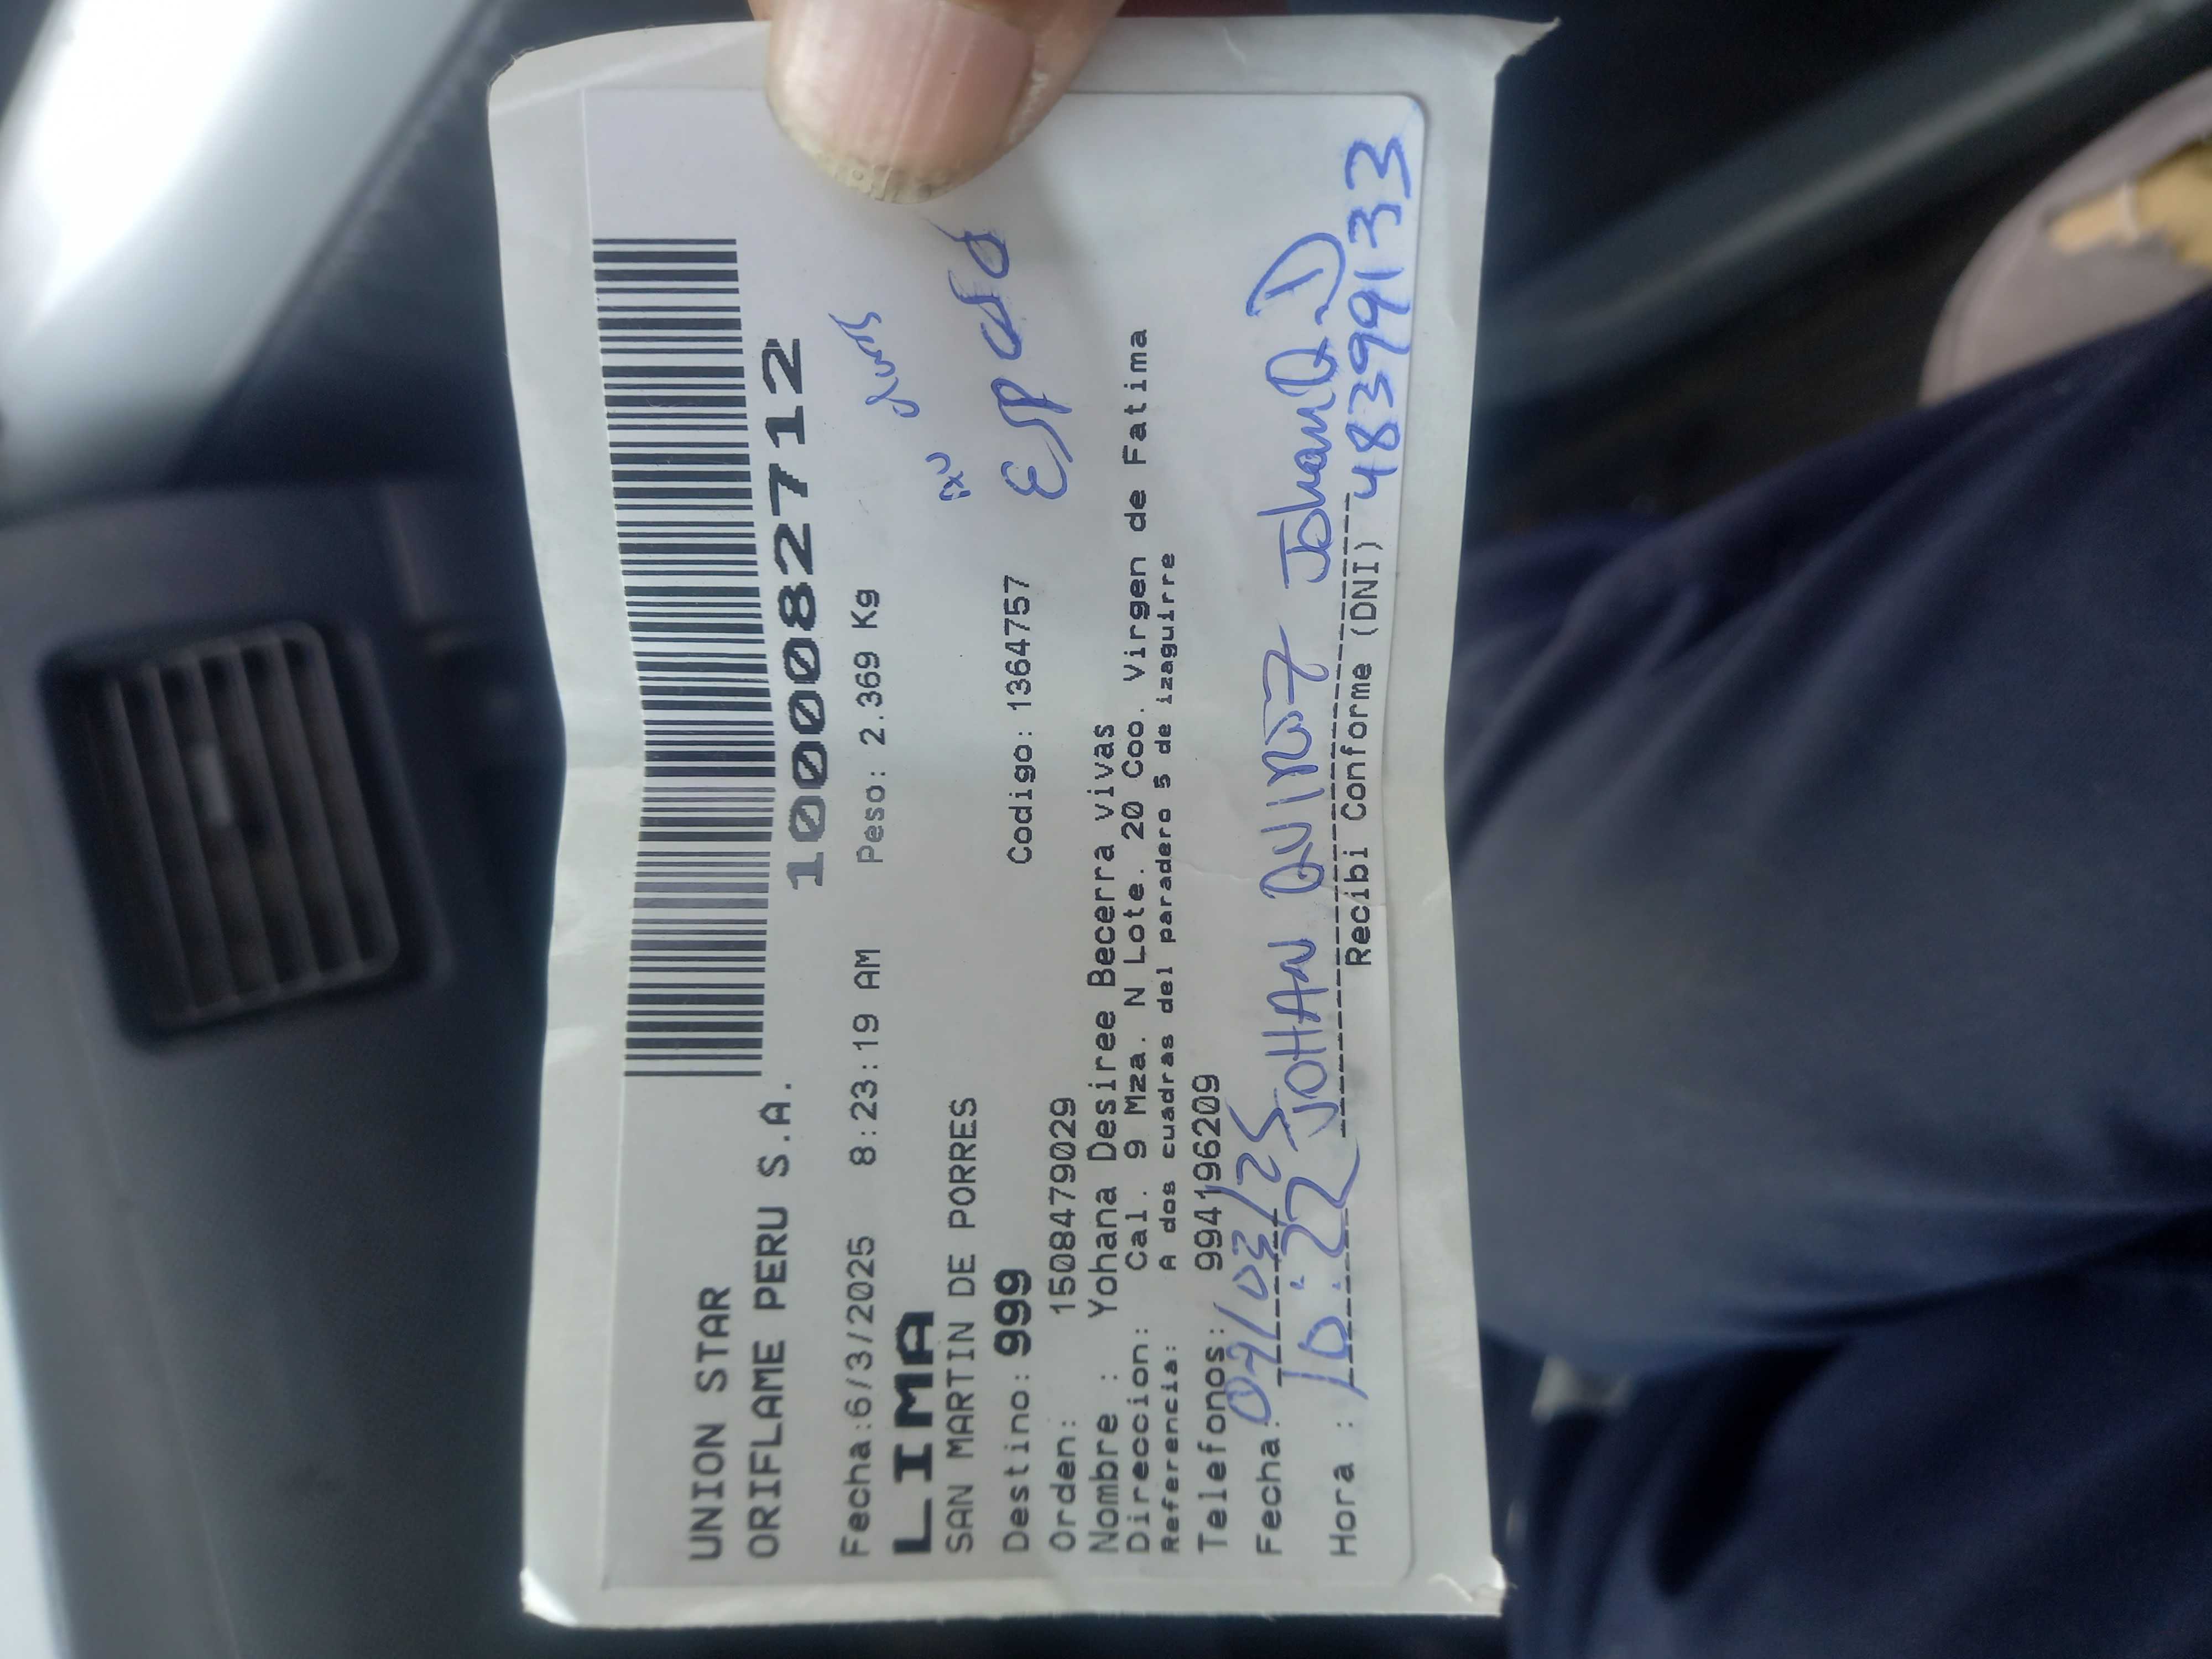 UNION STAR
ORIFLAME PERU S.A.
1000827712
Fecha:6/3/2025 8:23:19 AM Peso: 2.369 Kg
LIMA
SAN MARTIN DE PORRES
Destino: 999 Codigo: 1364757
Esposo
Orden: 1508479029
Nombre : Yohana Desiree Becerra vivas
Direccion: Cal. 9 Mza. N Lote. 20 Coo. Virgen de Fatima
Referencia: A dos cuadras del paradero 5 de izaguirre
Telefonos: 994196209
Fecha: 07/03/25
Hora : 10:22 JOHAN QUIROZ Johan Q.
Recibi Conforme (DNI) 48399133